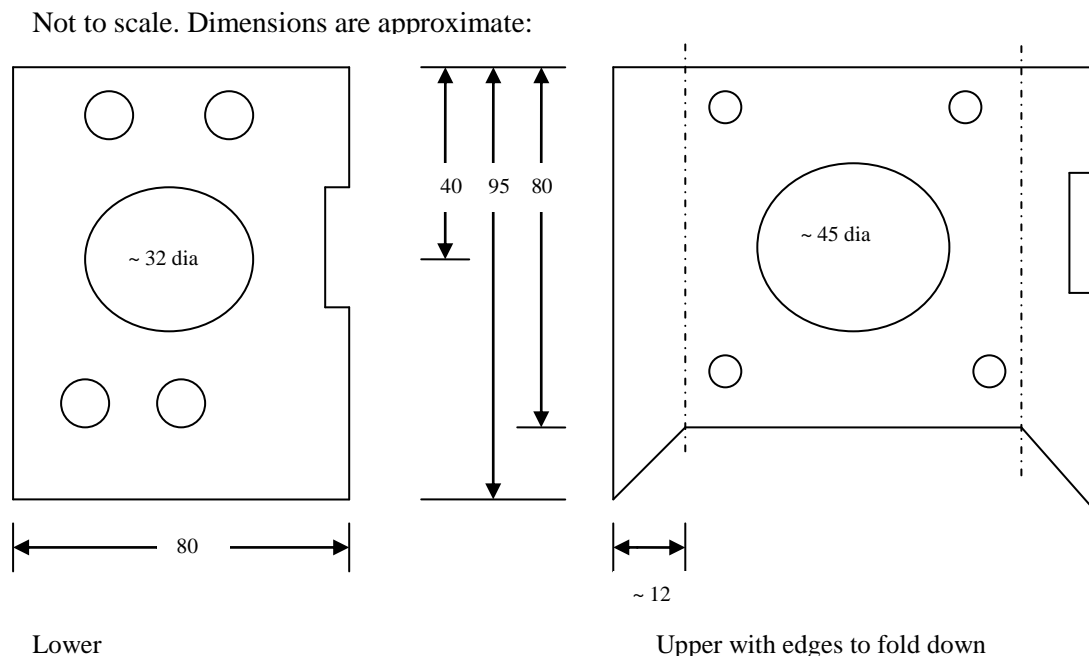 Not to scale. Dimensions are approximate:
40 95 80
~ 32 dia
~ 45 dia
80
~ 12
Lower
Upper with edges to fold down